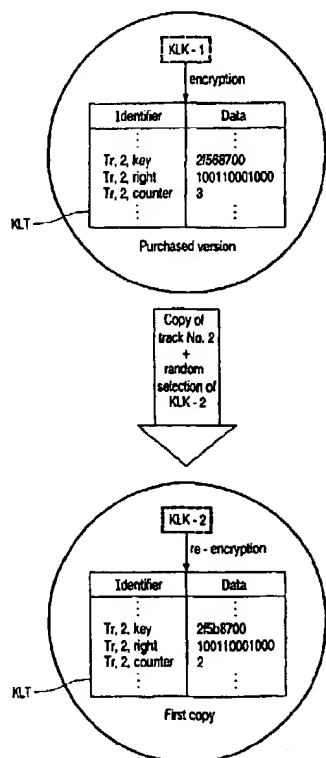 KLK - 1
encryption
Identifier Data
Tr, 2, key 2f568700
Tr, 2, right 100110001000
Tr, 2, counter 3
KLT
Purchased version
Copy of
track No. 2
+
random
selection of
KLK - 2
KLK - 2
re - encryption
Identifier Data
Tr, 2, key 2f5b8700
Tr, 2, right 100110001000
Tr, 2, counter 2
KLT
First copy